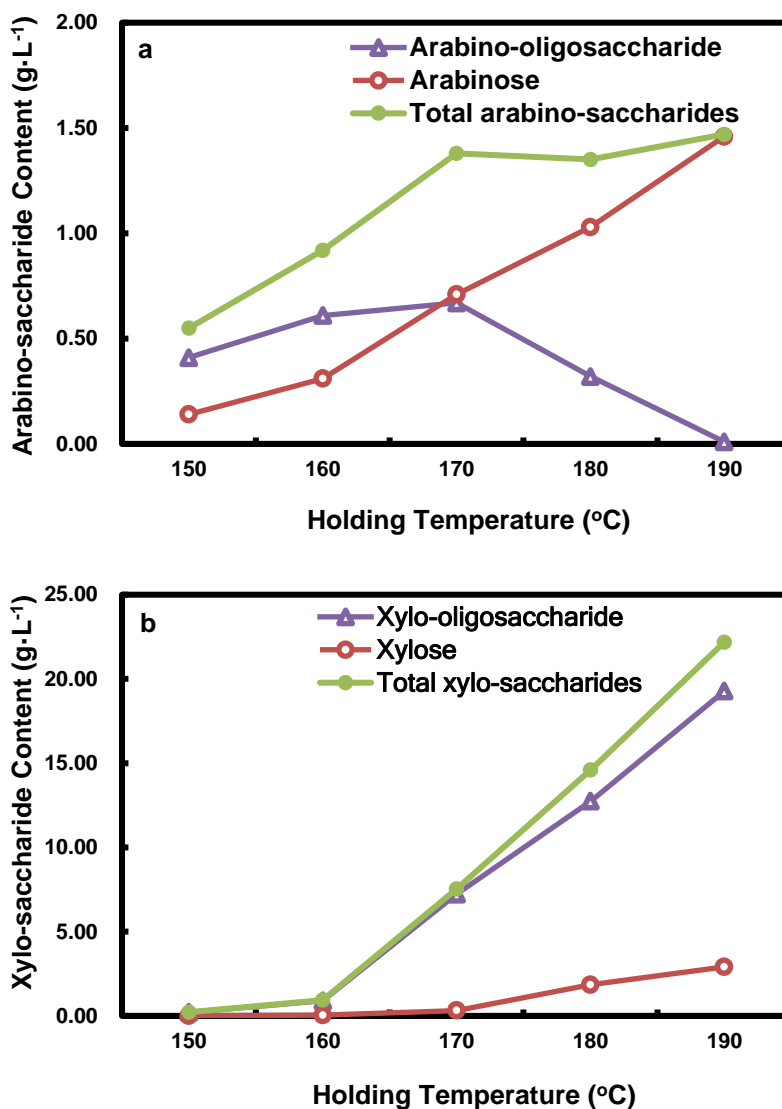 2.00
a
Arabino-oligosaccharide
Arabinose
Total arabino-saccharides
1.50
1.00
0.50
0.00
Arabino-saccharide Content (g·L⁻¹)
150 160 170 180 190
Holding Temperature (ºC)
25.00
b
Xylo-oligosaccharide
Xylose
Total xylo-saccharides
20.00
15.00
10.00
5.00
0.00
Xylo-saccharide Content (g·L⁻¹)
150 160 170 180 190
Holding Temperature (ºC)